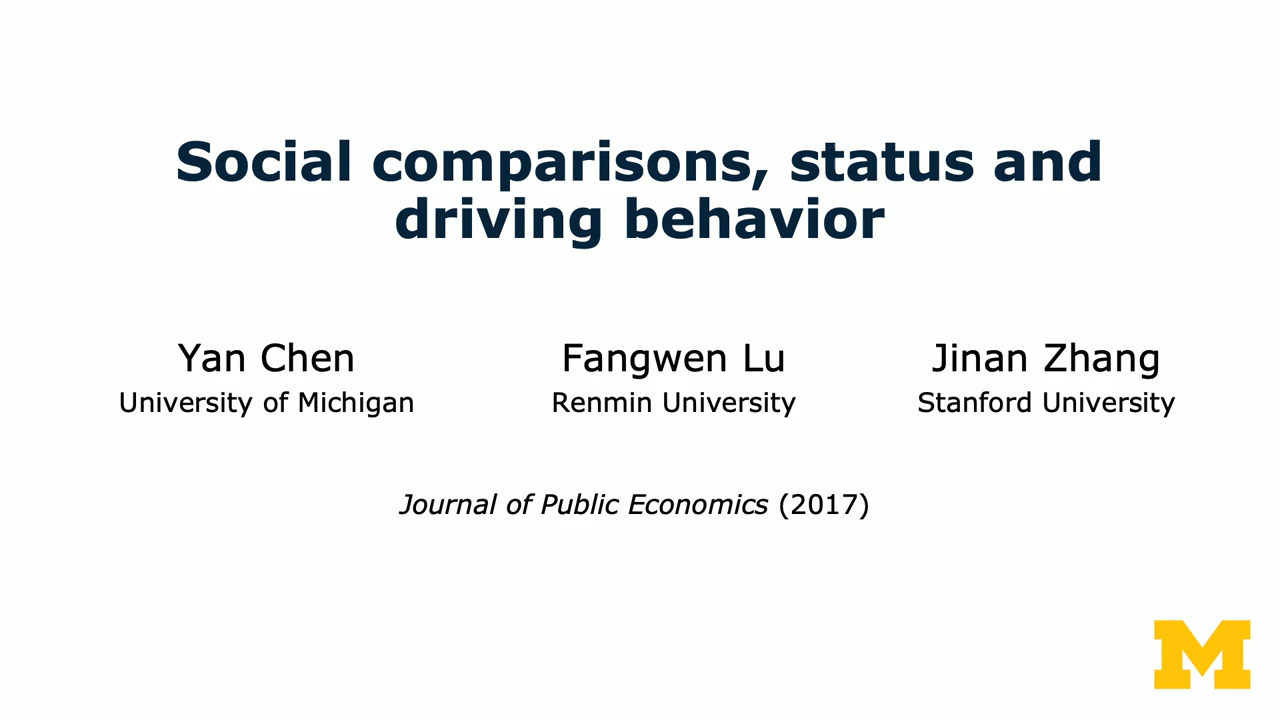 Social comparisons, status and
driving behavior
Yan Chen
University of Michigan
Fangwen Lu
Renmin University
Jinan Zhang
Stanford University
Journal of Public Economics (2017)
M